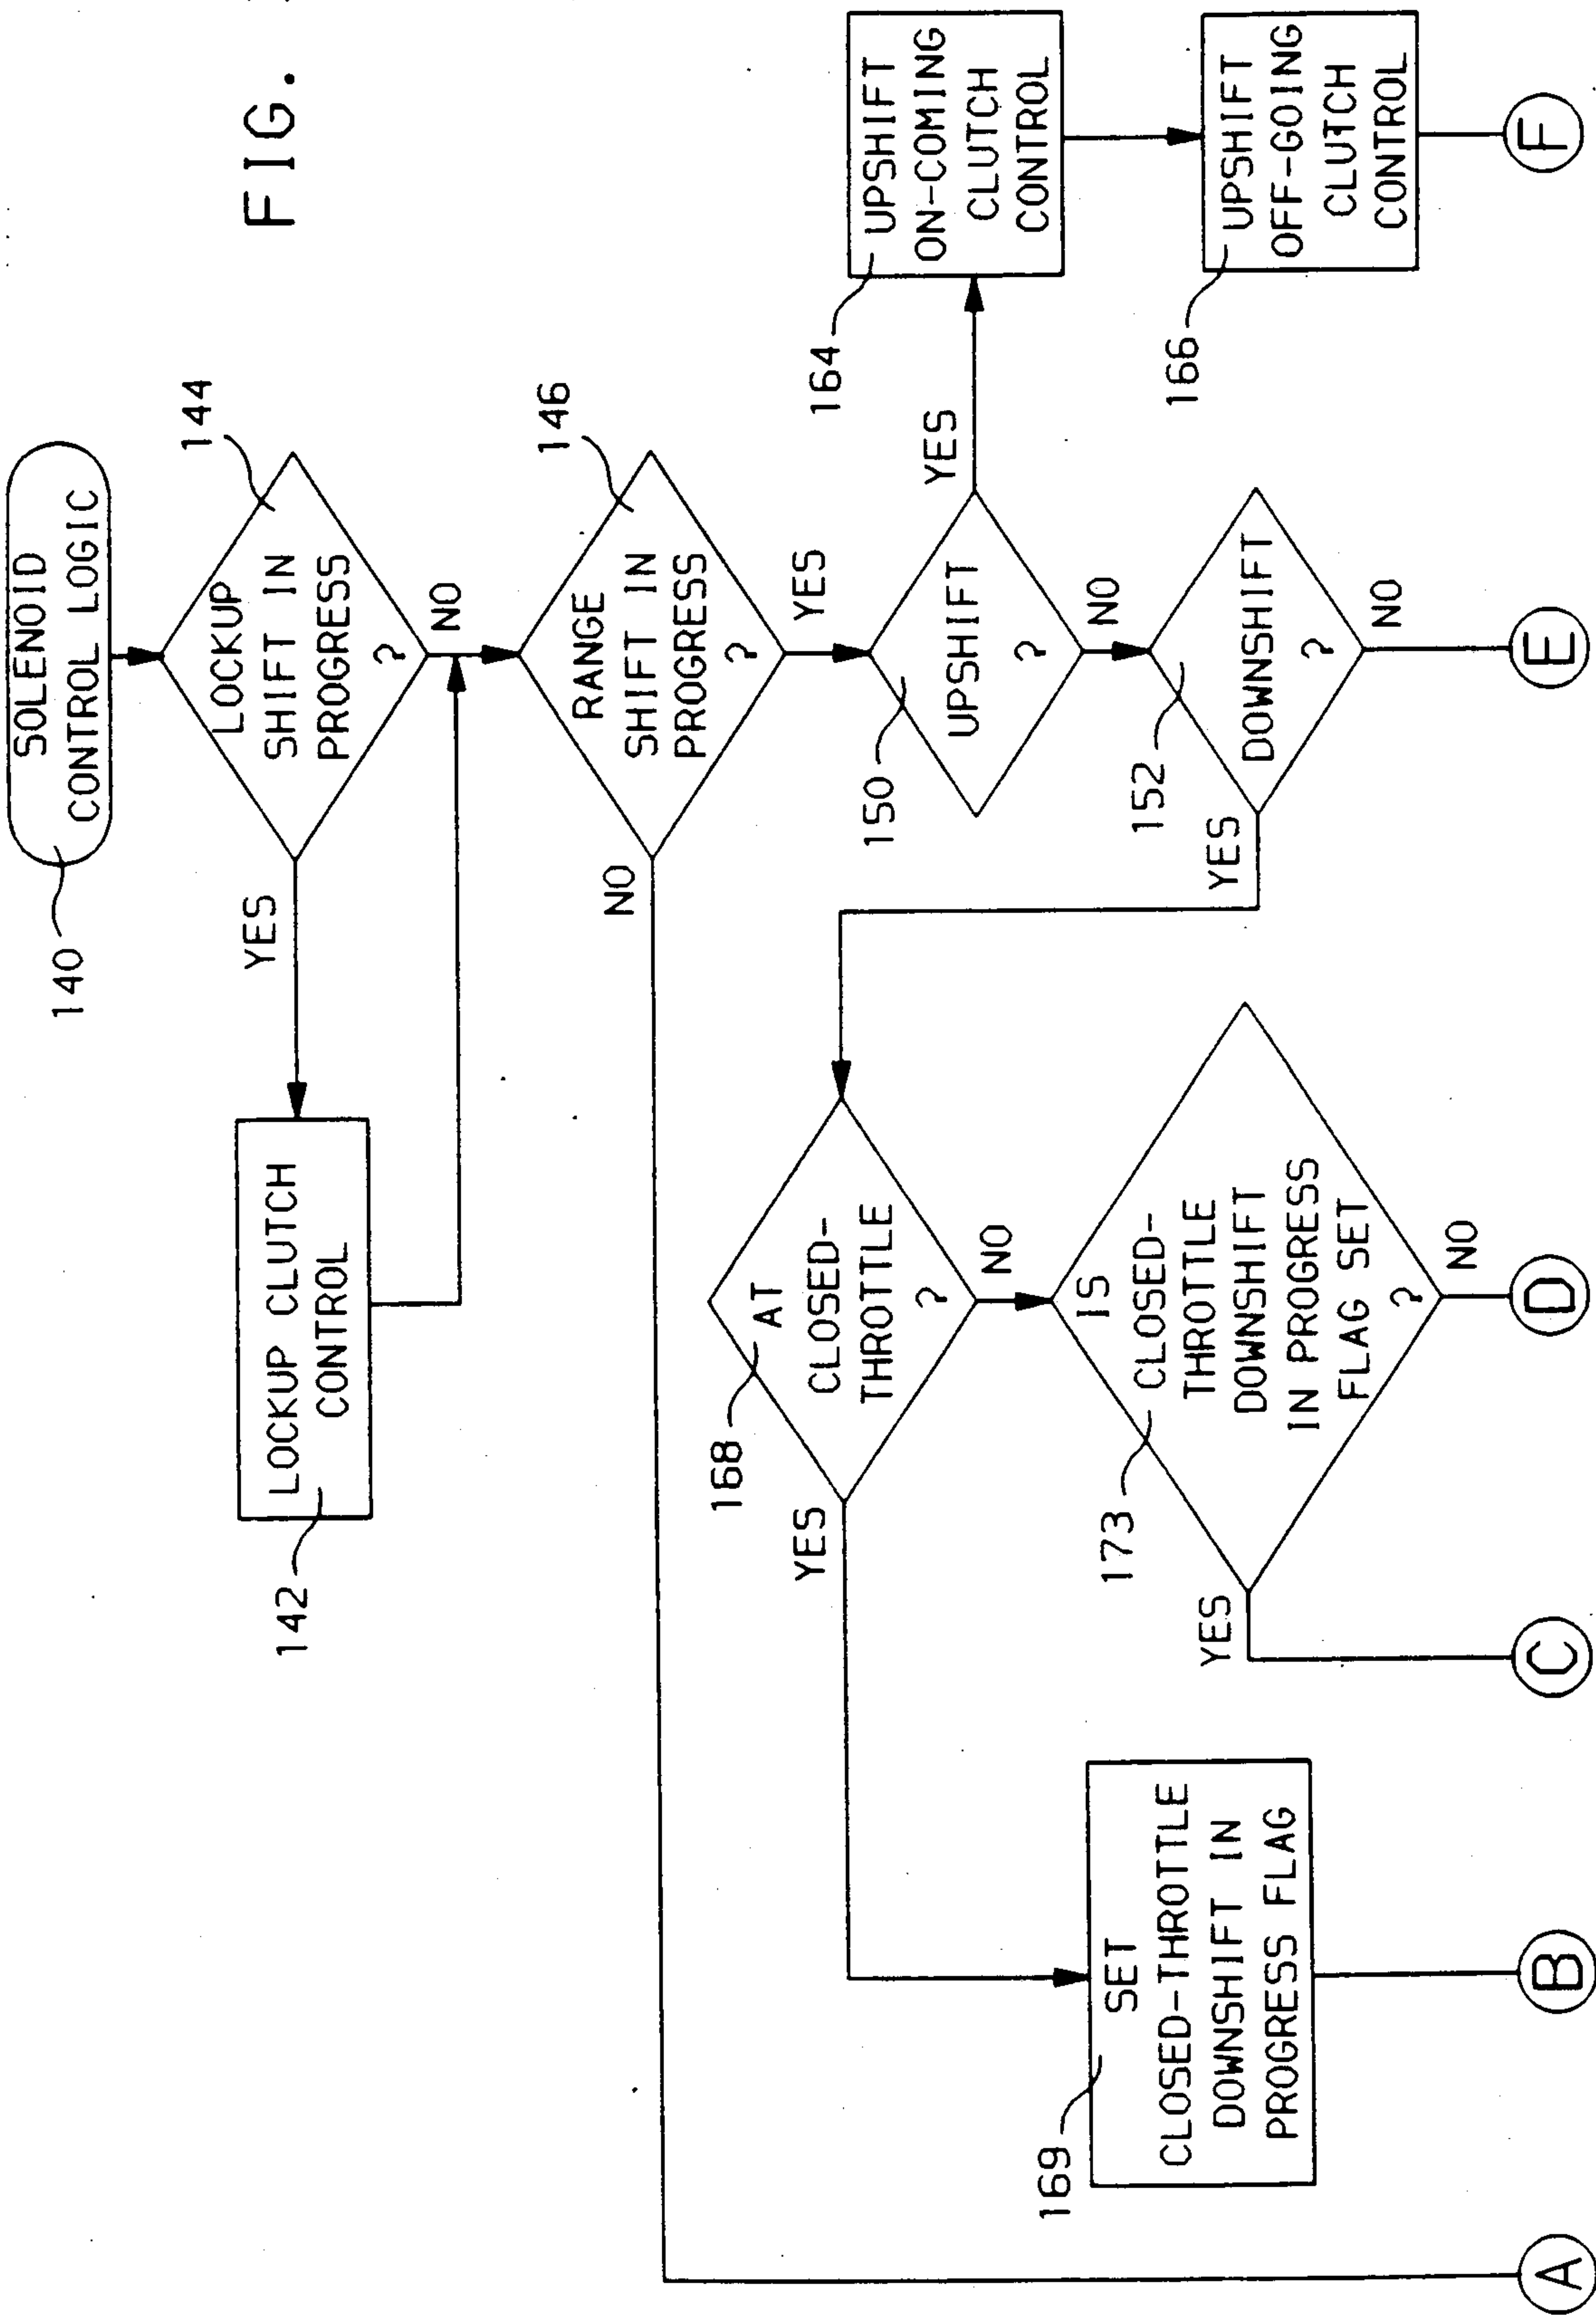 FIG.
SOLENOID
CONTROL LOGIC
140
LOCKUP
SHIFT IN
PROGRESS
?
144
YES
NO
LOCKUP CLUTCH
CONTROL
142
RANGE
SHIFT IN
PROGRESS
?
146
NO
YES
UPSHIFT
?
150
YES
NO
UPSHIFT
ON-COMING
CLUTCH
CONTROL
164
UPSHIFT
OFF-GOING
CLUTCH
CONTROL
166
DOWNSHIFT
?
152
YES
NO
AT
CLOSED-
THROTTLE
?
168
YES
NO
IS
CLOSED-
THROTTLE
DOWNSHIFT
IN PROGRESS
FLAG SET
?
173
YES
NO
SET
CLOSED-THROTTLE
DOWNSHIFT IN
PROGRESS FLAG
169
A
B
C
D
E
F